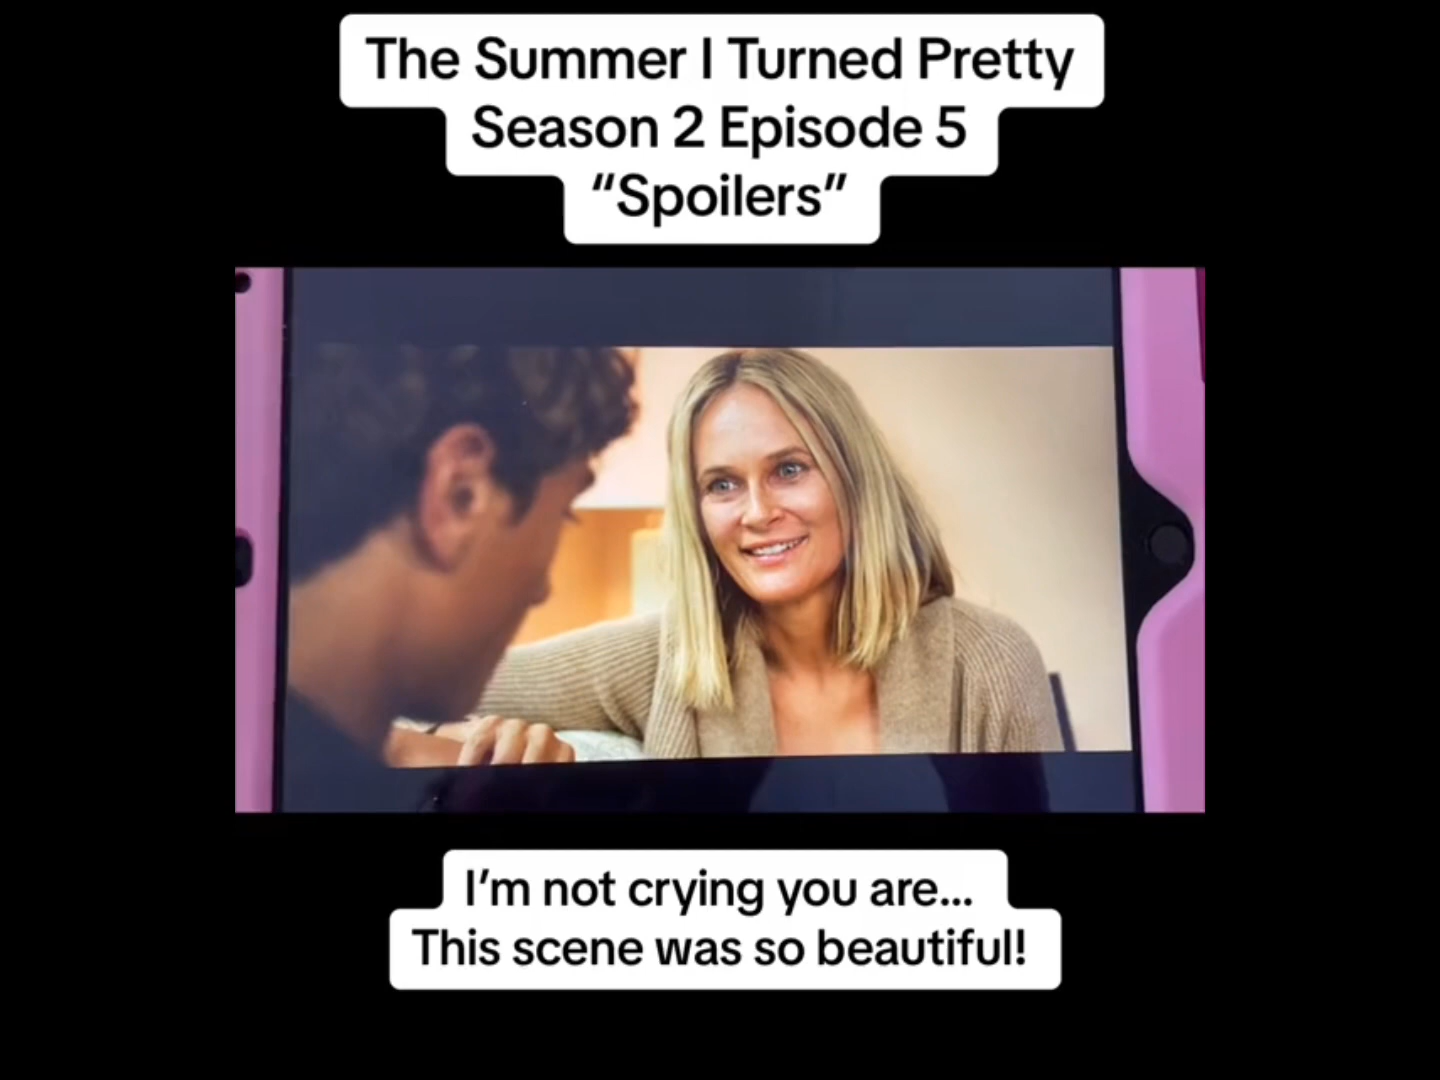 The Summer I Turned Pretty
Season 2 Episode 5
“Spoilers”
I’m not crying you are...
This scene was so beautiful!